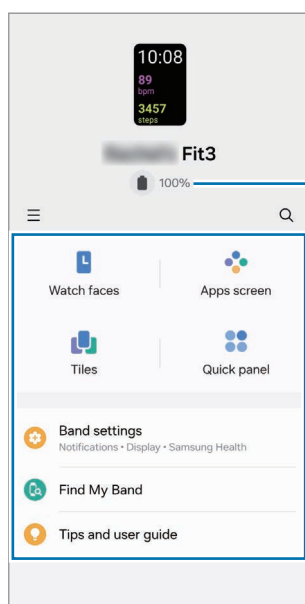 10:08
89
bpm
3457
steps
Fit3
100%
Watch faces
Apps screen
Tiles
Quick panel
Band settings
Notifications • Display • Samsung Health
Find My Band
Tips and user guide